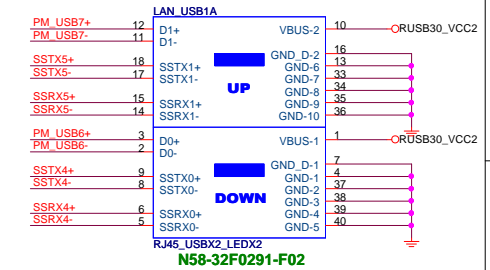 LAN_USB1A
PM_USB7+ 12 D1+ VBUS-2 10 RUSB30_VCC2
PM_USB7- 11 D1-
GND_D-2 16
SSTX5+ 18 SSTX1+ GND-6 13
SSTX5- 17 SSTX1- GND-7 33
UP GND-8 34
SSRX5+ 15 SSRX1+ GND-9 35
SSRX5- 14 SSRX1- GND-10 36
PM_USB6+ 3 D0+ VBUS-1 1 RUSB30_VCC2
PM_USB6- 2 D0-
GND_D-1 7
SSTX4+ 9 SSTX0+ GND-1 4
SSTX4- 8 SSTX0- GND-2 37
DOWN GND-3 38
SSRX4+ 6 SSRX0+ GND-4 39
SSRX4- 5 SSRX0- GND-5 40
RJ45_USBX2_LEDX2
N58-32F0291-F02